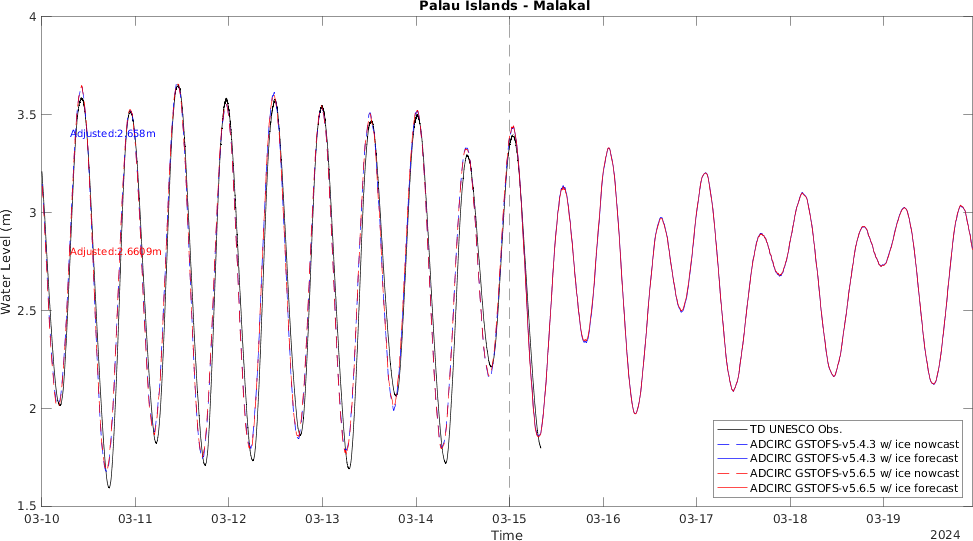 Palau Islands - Malakal
4
3.5
3
2.5
2
1.5
Water Level (m)
Adjusted:2.658m
Adjusted:2.6609m
TD UNESCO Obs.
ADCIRC GSTOFS-v5.4.3 w/ ice nowcast
ADCIRC GSTOFS-v5.4.3 w/ ice forecast
ADCIRC GSTOFS-v5.6.5 w/ ice nowcast
ADCIRC GSTOFS-v5.6.5 w/ ice forecast
03-10 03-11 03-12 03-13 03-14 03-15 03-16 03-17 03-18 03-19
Time
2024